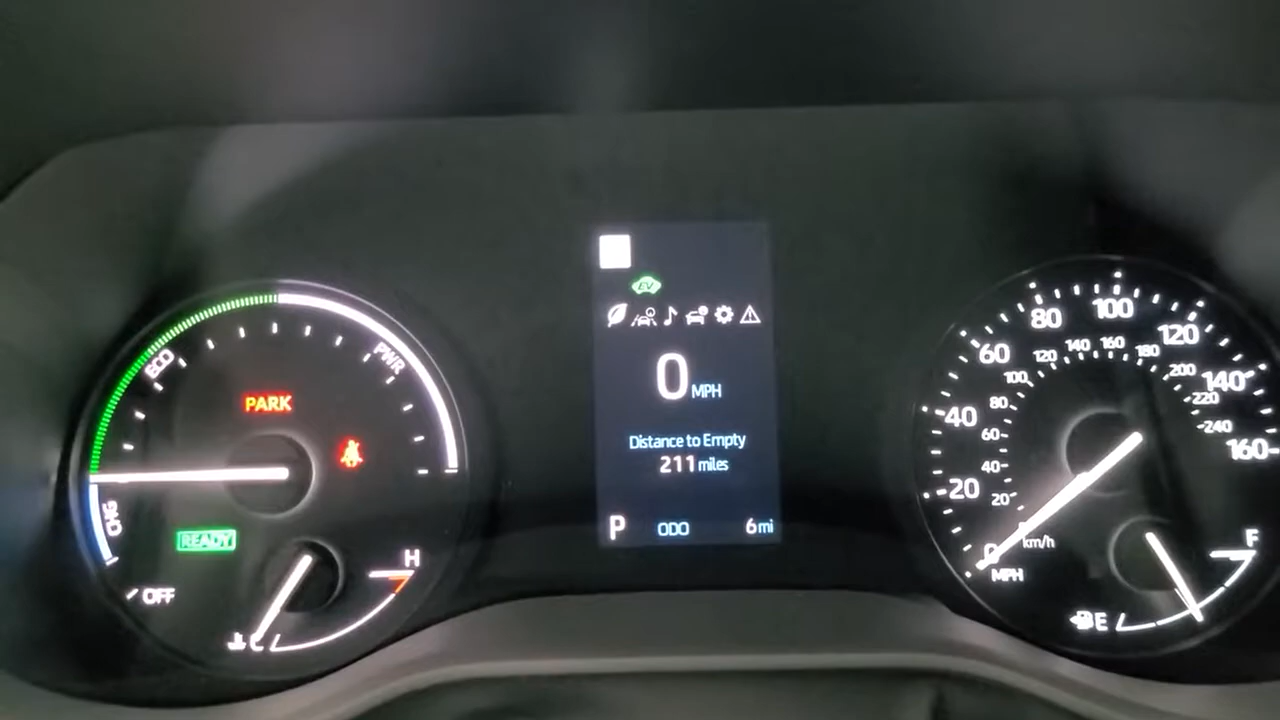 ECO
PWR
PARK
CHG
READY
OFF
H
C
EV
0 MPH
Distance to Empty
211 miles
P ODO 6 mi
0
20
40
60
80
100
120
140
160
20
40
60
80
100
120
140
160
180
200
220
240
km/h
MPH
F
E